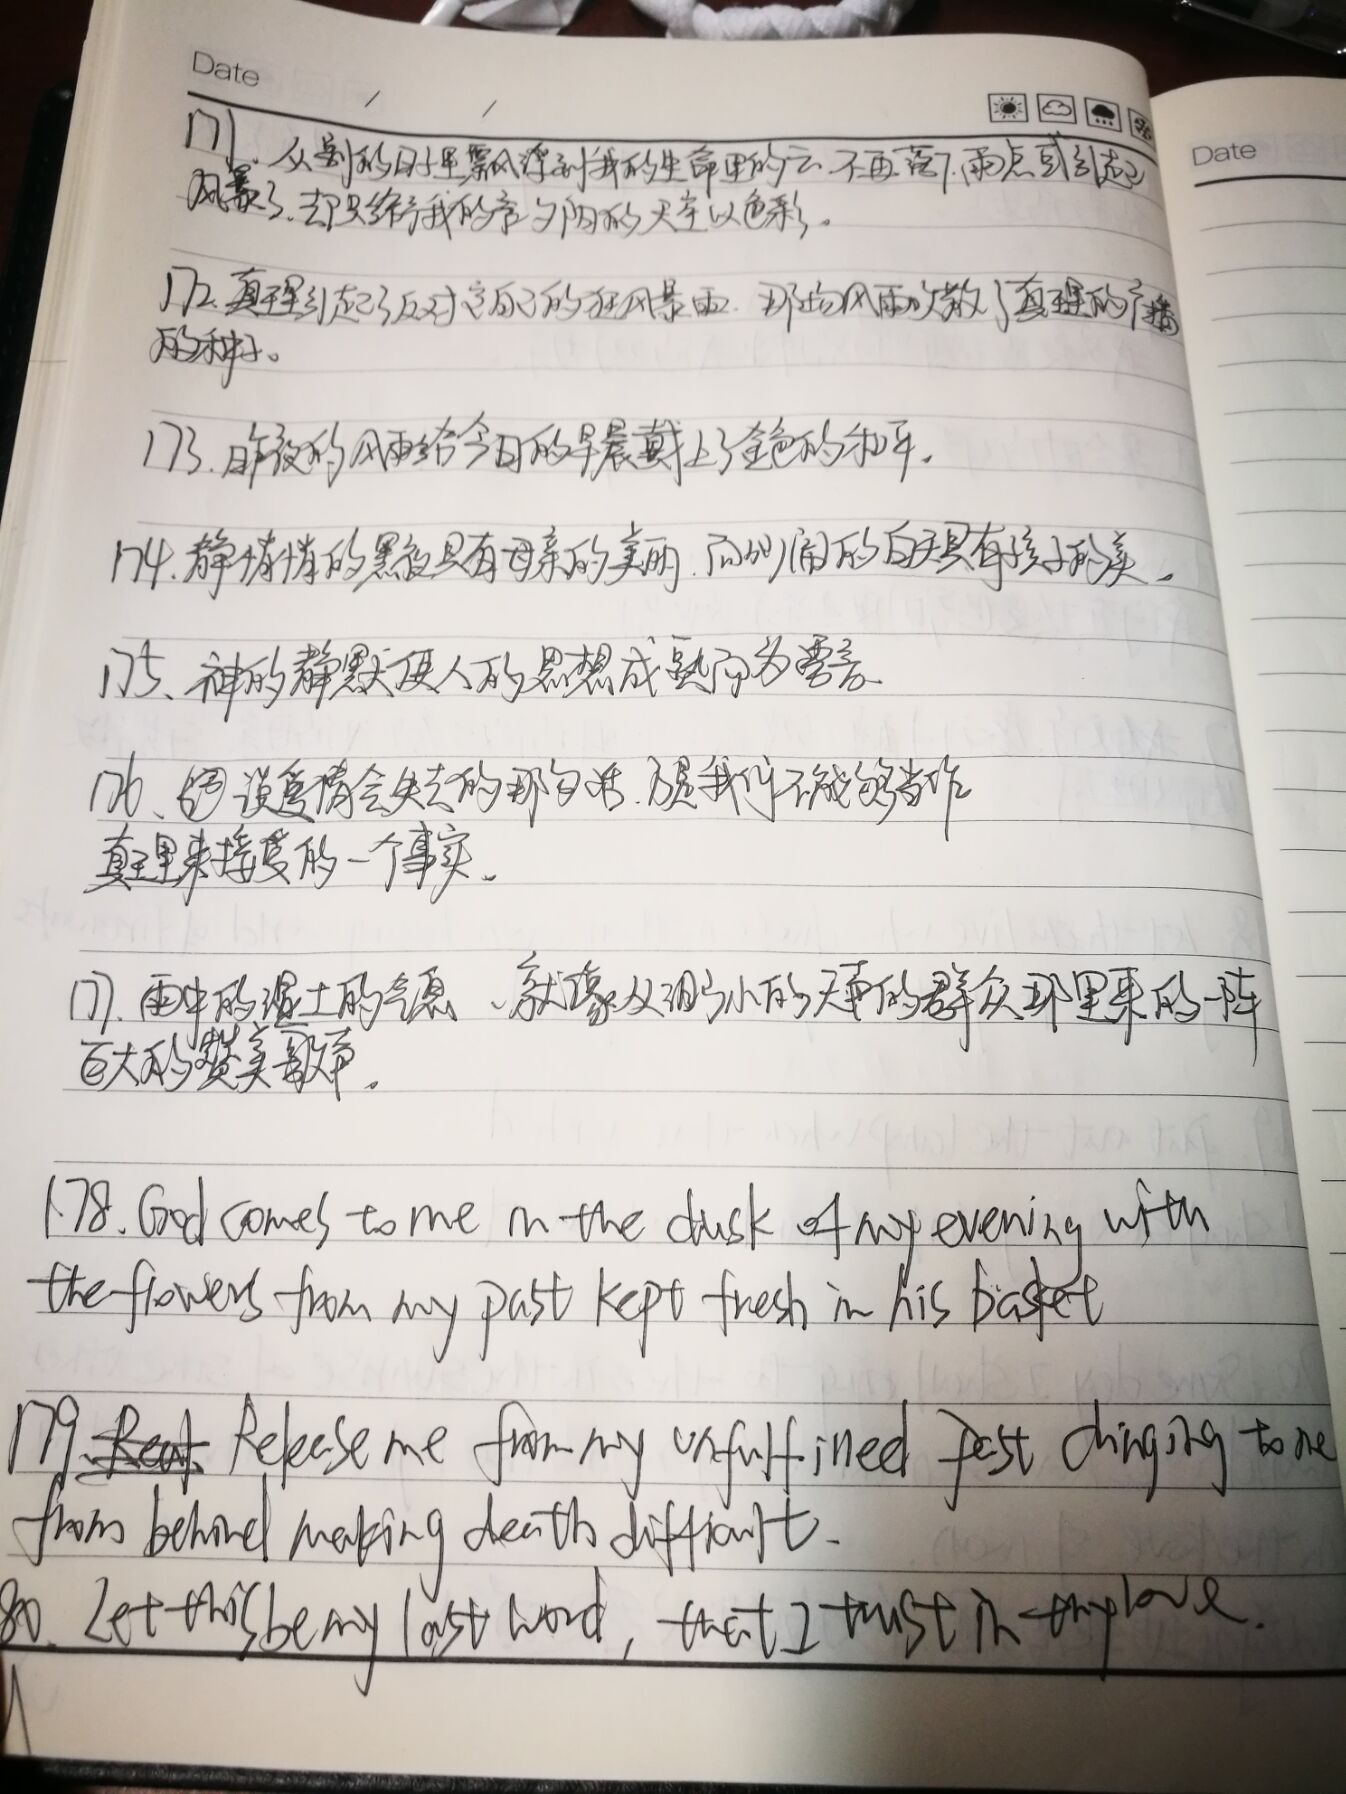 Date
171. 从别的日子里飘浮到我的生命里的云、不再落下雨点或引起
风暴了、却只给予我的夕阳的天空以色彩。
172. 真理引起了反对它自己的狂风暴雨、那场风雨吹散了真理的广播
的种子。
173. 昨夜的风雨给今日的早晨戴上了金色的和平。
174. 静悄悄的黑夜具有母亲的美丽、而吵闹的白天具有孩子的美。
175. 神的静默使人的思想成熟而为言。
176. 说爱情会失去的那句话、乃是我们不能够当作
真理来接受的一个事实。
177. 雨中的湿土的气息、就像从渺小的无声的群众那里来的一阵
巨大的赞美歌声。
178. God comes to me in the dusk of my evening with
the flowers from my past kept fresh in his basket
179. Release me from my unfulfineed past clinging to me
from behind making death difficult.
80. Let this be my last word, that I trust in thy love.
Date